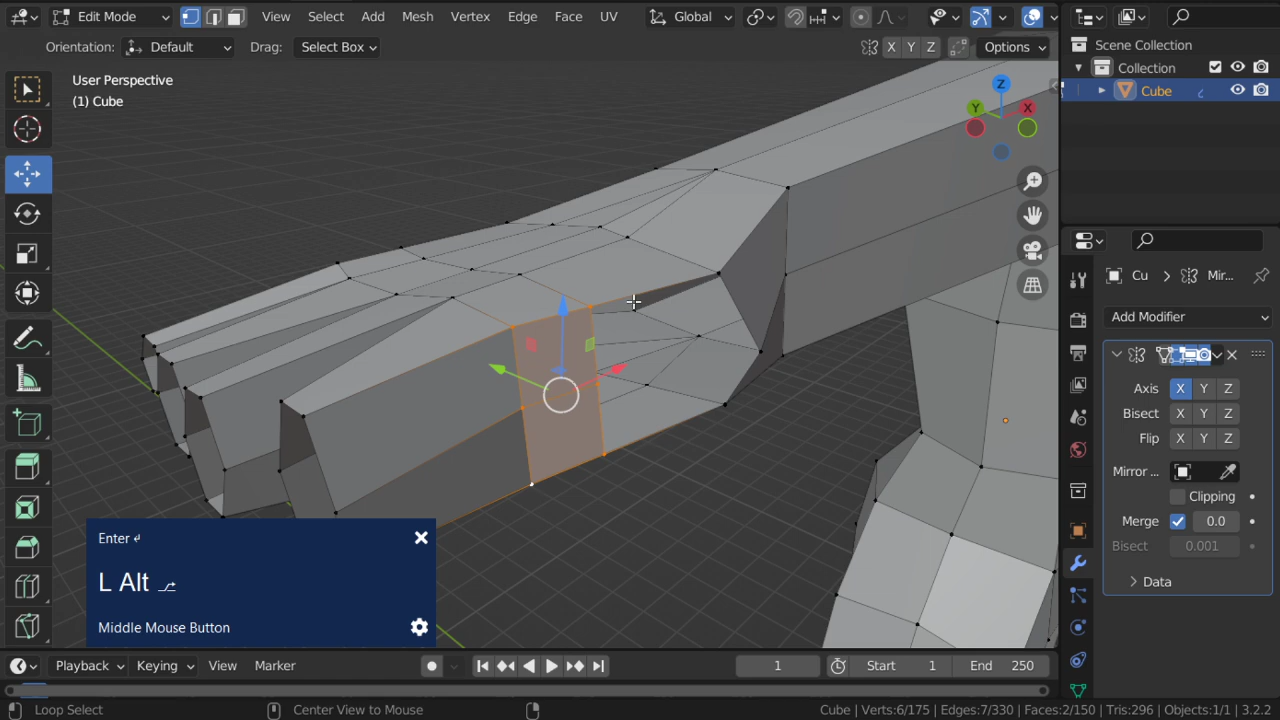 Edit Mode View Select Add Mesh Vertex Edge Face UV Global
Orientation: Default Drag: Select Box X Y Z Options
User Perspective
(1) Cube
Z
Y X
Scene Collection
Collection
Cube
Cu Mir...
Add Modifier
Axis X Y Z
Bisect X Y Z
Flip X Y Z
Mirror ...
Clipping
Merge 0.0
Bisect 0.001
Data
Enter
L Alt
Middle Mouse Button
Playback Keying View Marker 1 Start 1 End 250
Loop Select Center View to Mouse Cube | Verts:6/175 | Edges:7/330 | Faces:2/150 | Tris:296 | Objects:1/1 | 3.2.2